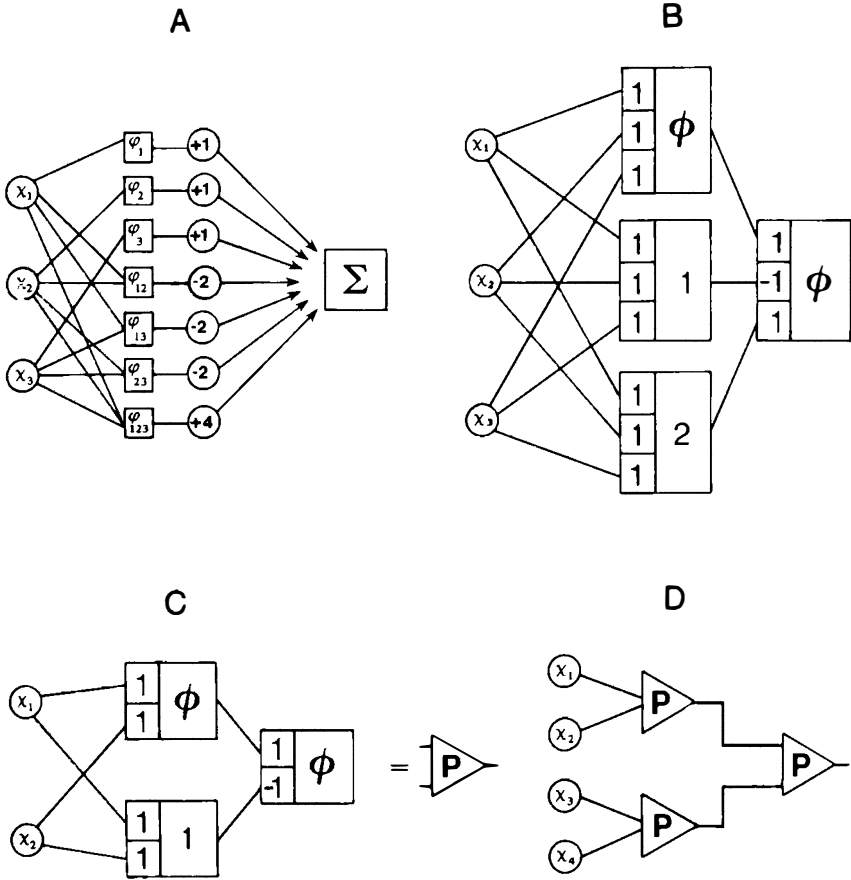 A
φ₁ +1
χ₁ φ₂ +1
φ₃ +1
χ₂ φ₁₂ -2 Σ
φ₁₃ -2
χ₃ φ₂₃ -2
φ₁₂₃ +4
B
1
χ₁ 1 ϕ
1
1 1
χ₂ 1 1 -1 ϕ
1 1
1
χ₃ 1 2
1
C
χ₁ 1 ϕ
1
1
-1 ϕ = P
χ₂ 1 1
1
D
χ₁
P
χ₂
P
χ₃
P
χ₄